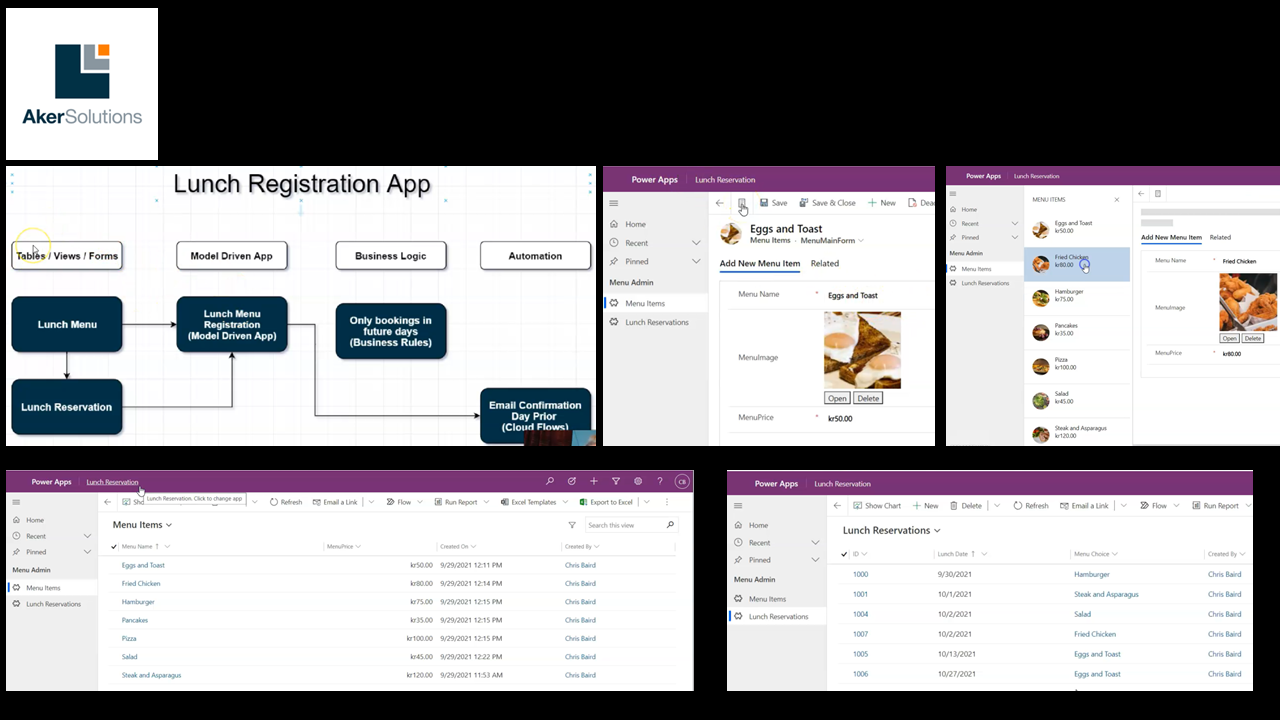 AkerSolutions
Lunch Registration App
Tables / Views / Forms
Model Driven App
Business Logic
Automation
Lunch Menu
Lunch Menu
Registration
(Model Driven App)
Only bookings in
future days
(Business Rules)
Lunch Reservation
Email Confirmation
Day Prior
(Cloud Flows)
Power Apps Lunch Reservation
Save Save & Close New
Home
Recent
Pinned
Menu Admin
Menu Items
Lunch Reservations
Eggs and Toast
Menu Items · MenuMainForm
Add New Menu Item Related
Menu Name * Eggs and Toast
MenuImage
Open Delete
MenuPrice * kr50.00
Power Apps Lunch Reservation
Home
Recent
Pinned
Menu Admin
Menu Items
Lunch Reservations
MENU ITEMS
Eggs and Toast
kr50.00
Fried Chicken
kr80.00
Hamburger
kr75.00
Pancakes
kr35.00
Pizza
kr100.00
Salad
kr45.00
Steak and Asparagus
kr120.00
Add New Menu Item Related
Menu Name * Fried Chicken
MenuImage
Open Delete
MenuPrice * kr80.00
Power Apps Lunch Reservation
CB
Lunch Reservation. Click to change app
Refresh Email a Link Flow Run Report Excel Templates Export to Excel
Home
Recent
Pinned
Menu Admin
Menu Items
Lunch Reservations
Menu Items
Search this view
Menu Name MenuPrice Created On Created By
Eggs and Toast kr50.00 9/29/2021 12:11 PM Chris Baird
Fried Chicken kr80.00 9/29/2021 12:14 PM Chris Baird
Hamburger kr75.00 9/29/2021 12:15 PM Chris Baird
Pancakes kr35.00 9/29/2021 12:15 PM Chris Baird
Pizza kr100.00 9/29/2021 12:15 PM Chris Baird
Salad kr45.00 9/29/2021 12:22 PM Chris Baird
Steak and Asparagus kr120.00 9/29/2021 11:53 AM Chris Baird
Power Apps Lunch Reservation
Show Chart New Delete Refresh Email a Link Flow Run Report
Home
Recent
Pinned
Menu Admin
Menu Items
Lunch Reservations
Lunch Reservations
ID Lunch Date Menu Choice Created By
1000 9/30/2021 Hamburger Chris Baird
1001 10/1/2021 Steak and Asparagus Chris Baird
1004 10/2/2021 Salad Chris Baird
1007 10/2/2021 Fried Chicken Chris Baird
1005 10/13/2021 Eggs and Toast Chris Baird
1006 10/27/2021 Eggs and Toast Chris Baird